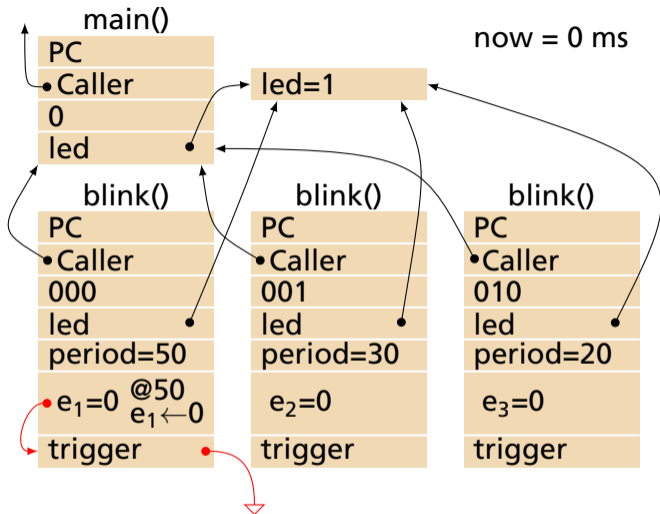 main()
PC
Caller
0
led
now = 0 ms
led=1
blink()
PC
Caller
000
led
period=50
e₁=0 @50
e₁←0
trigger
blink()
PC
Caller
001
led
period=30
e₂=0
trigger
blink()
PC
Caller
010
led
period=20
e₃=0
trigger